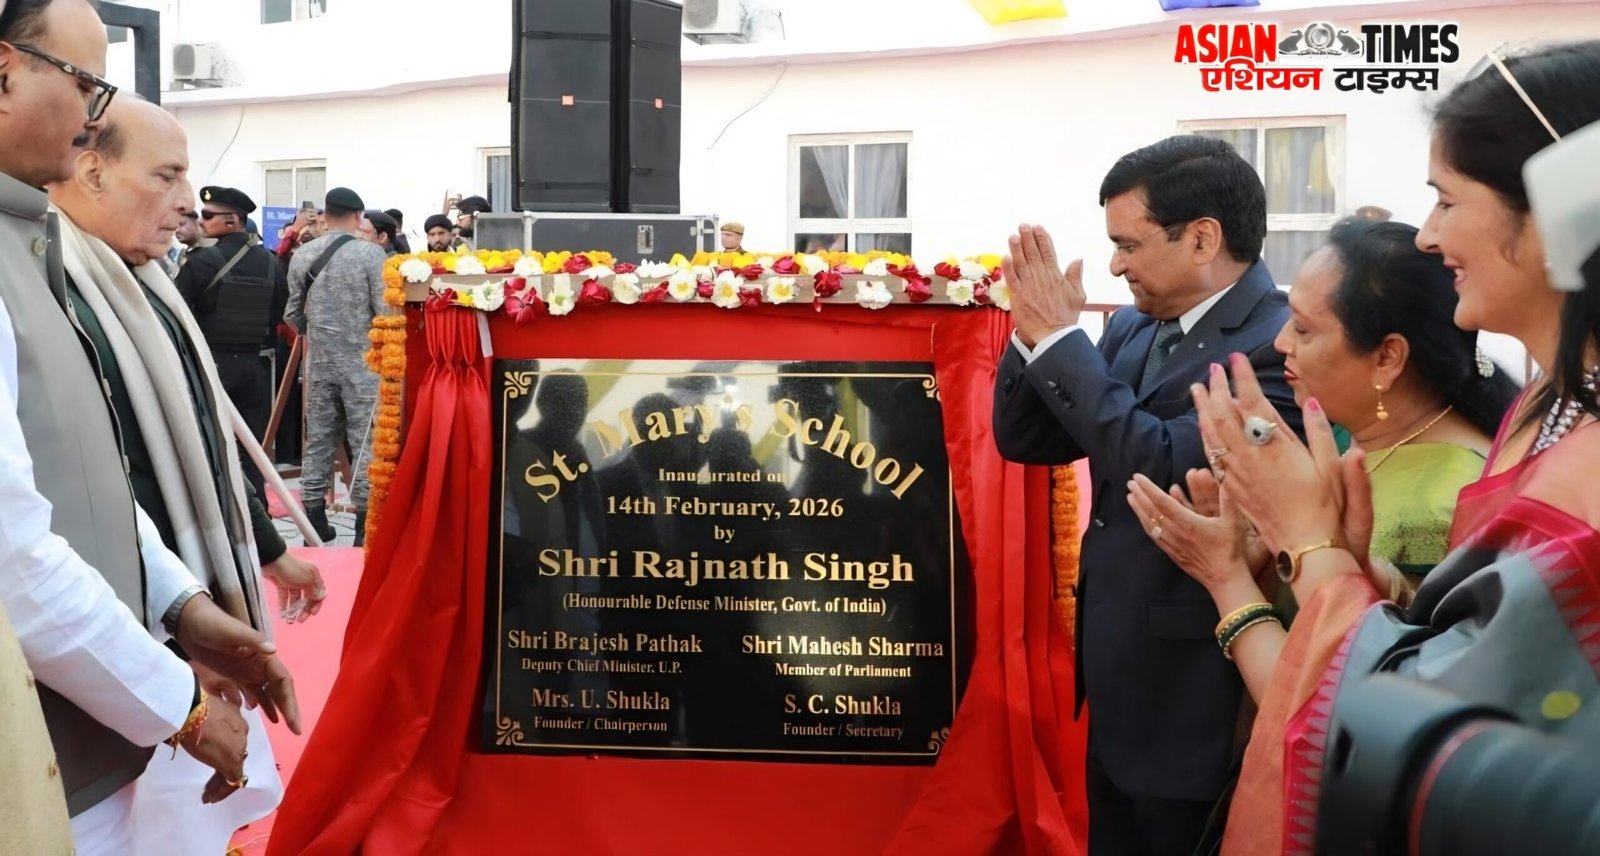 ASIAN TIMES
एशियन टाइम्स
St. Mary's School
Inaugurated on
14th February, 2026
by
Shri Rajnath Singh
(Honourable Defense Minister, Govt. of India)
Shri Brajesh Pathak
Deputy Chief Minister, U.P.
Shri Mahesh Sharma
Member of Parliament
Mrs. U. Shukla
Founder / Chairperson
S. C. Shukla
Founder / Secretary